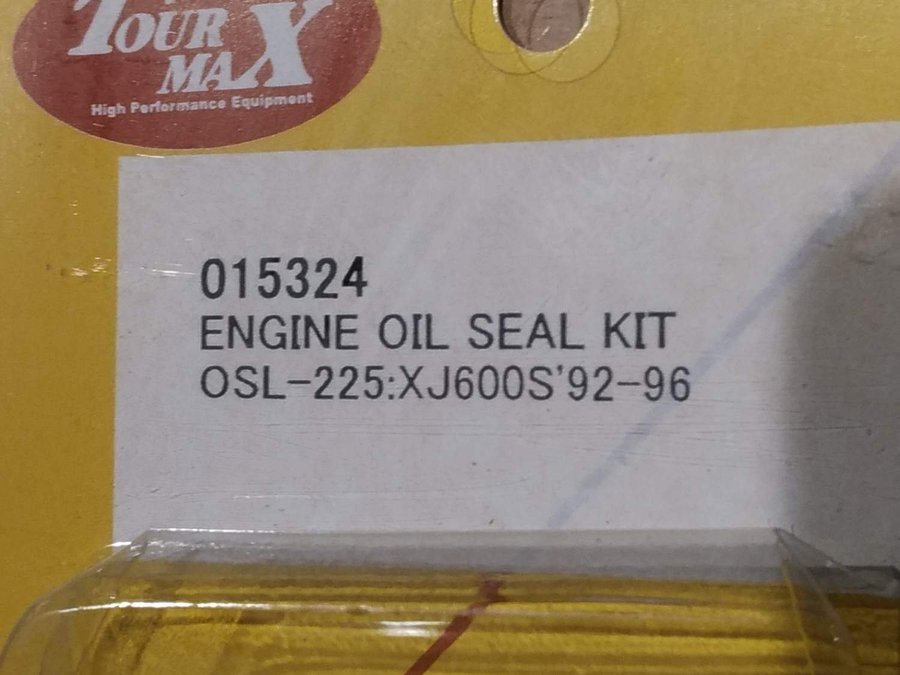 TOUR
MAX
High Performance Equipment
015324
ENGINE OIL SEAL KIT
OSL-225:XJ600S'92-96